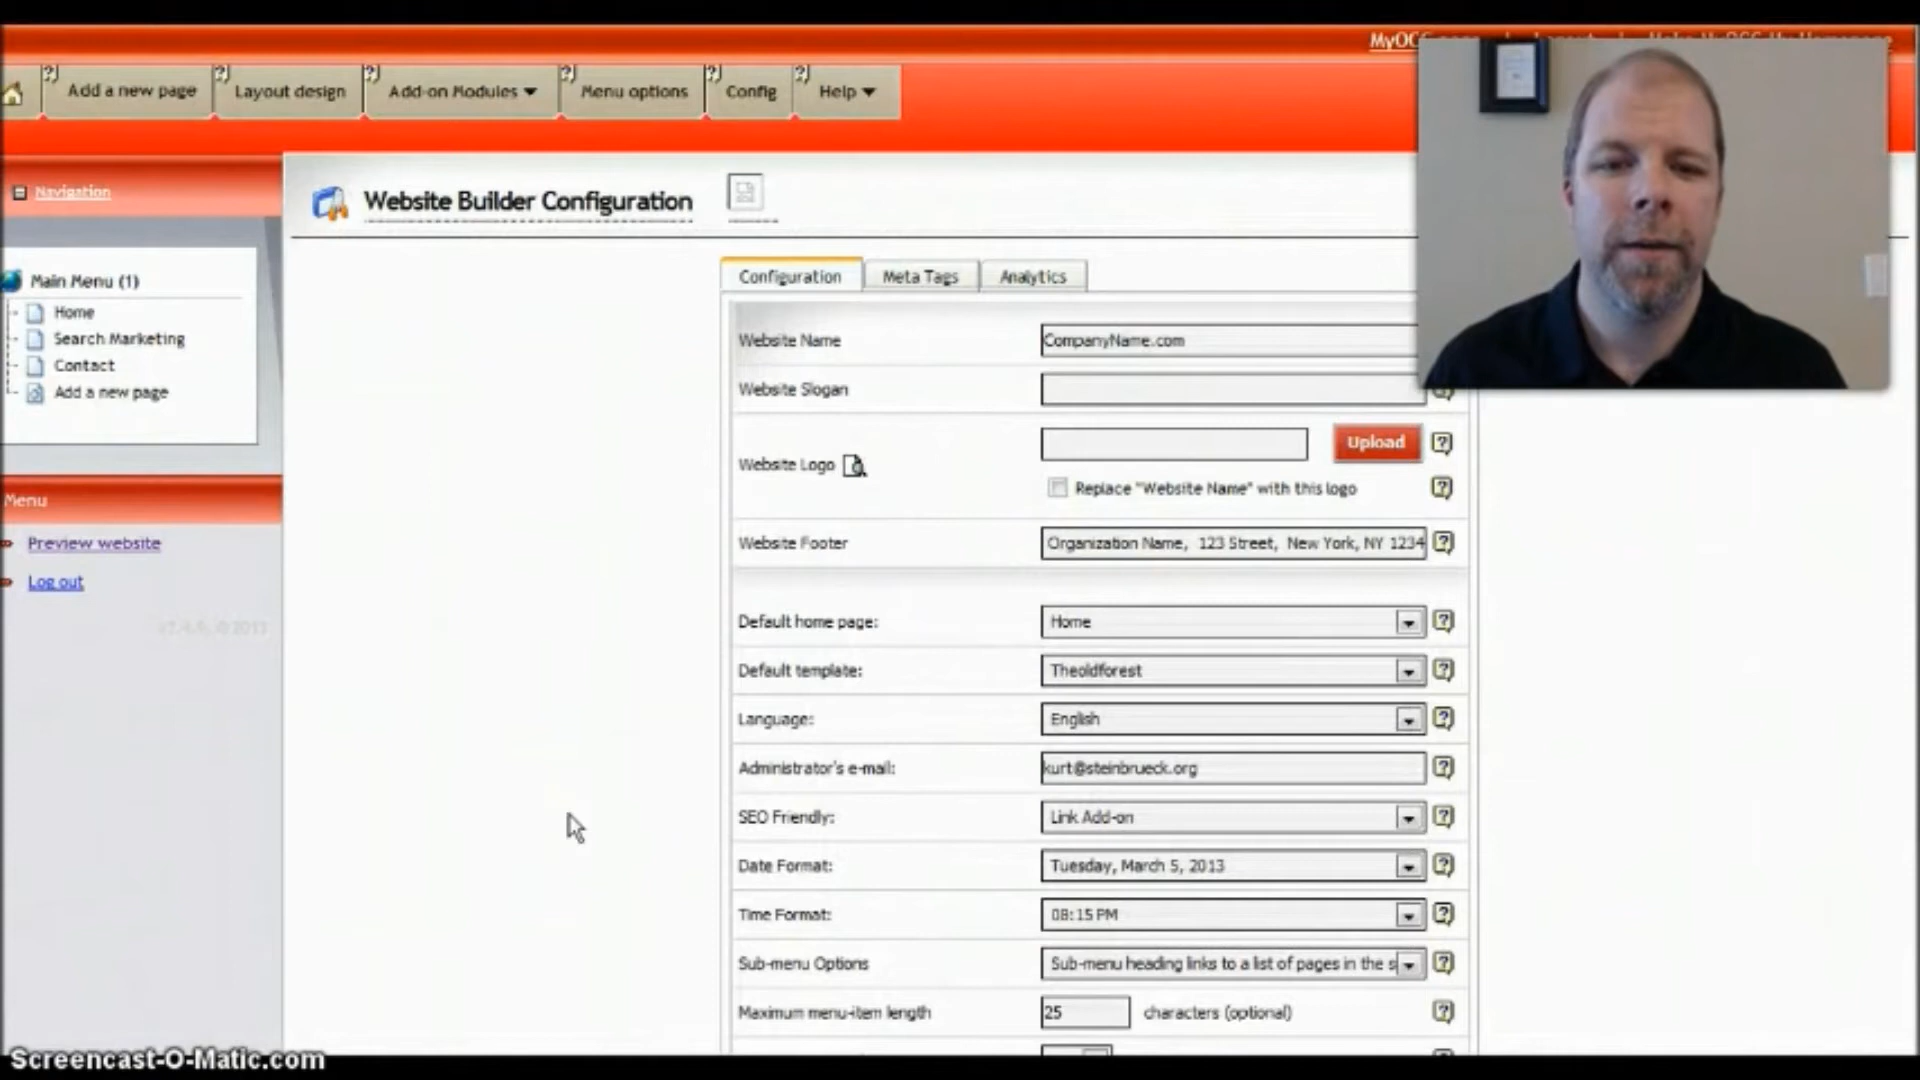 MyOCC
Add a new page
Layout design
Add-on Modules
Menu options
Config
Help
Navigation
Website Builder Configuration
Main Menu (1)
Home
Search Marketing
Contact
Add a new page
Menu
Preview website
Log out
Configuration
Meta Tags
Analytics
Website Name
CompanyName.com
Website Slogan
Website Logo
Upload
Replace "Website Name" with this logo
Website Footer
Organization Name, 123 Street, New York, NY 1234
Default home page:
Home
Default template:
Theoldforest
Language:
English
Administrator's e-mail:
kurt@steinbrueck.org
SEO Friendly:
Link Add-on
Date Format:
Tuesday, March 5, 2013
Time Format:
08:15 PM
Sub-menu Options
Sub-menu heading links to a list of pages in the s
Maximum menu-item length
25
characters (optional)
Screencast-O-Matic.com